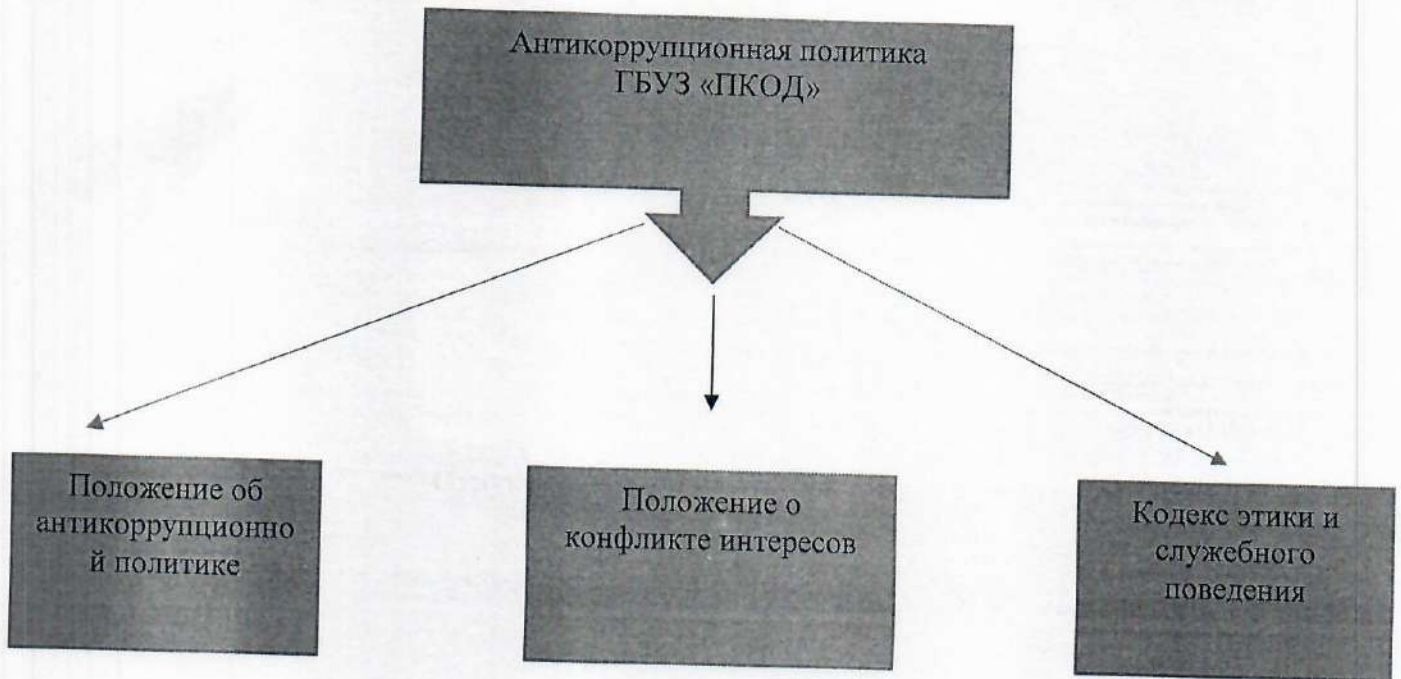 Антикоррупционная политика
ГБУЗ «ПКОД»
Положение об
антикоррупционно
й политике
Положение о
конфликте интересов
Кодекс этики и
служебного
поведения